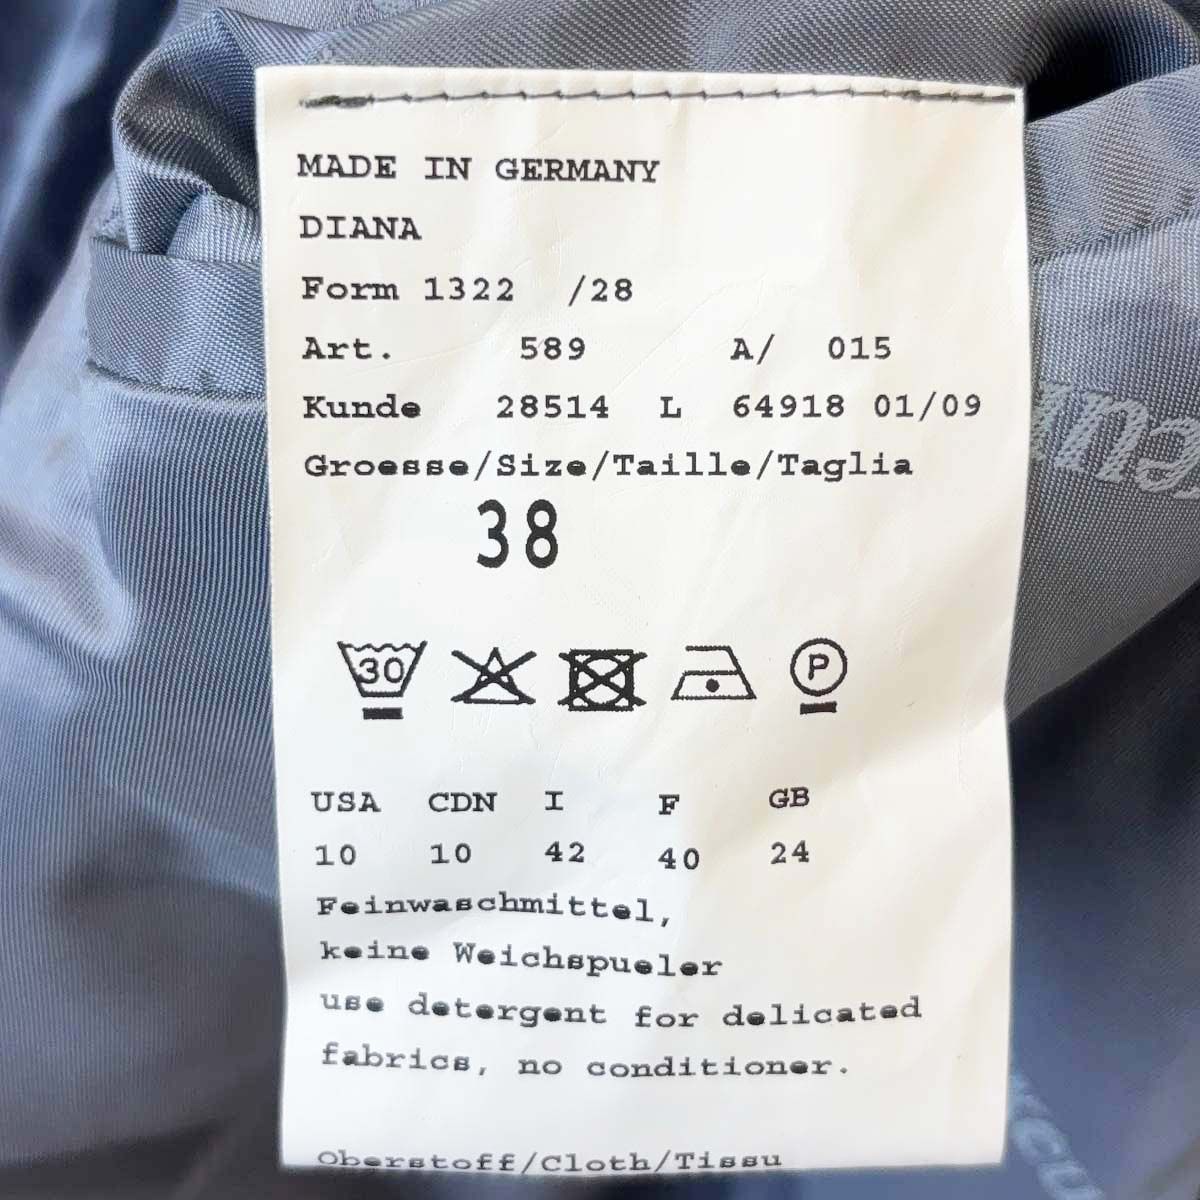 MADE IN GERMANY
DIANA
Form 1322 /28
Art. 589 A/ 015
Kunde 28514 L 64918 01/09
Groesse/Size/Taille/Taglia
38
30 P
USA CDN I F GB
10 10 42 40 24
Feinwaschmittel,
keine Weichspueler
use detergent for delicated
fabrics, no conditioner.
Oberstoff/Cloth/Tissu